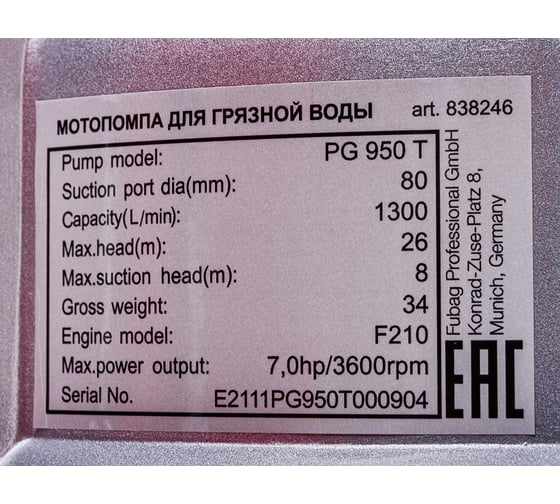 МОТОПОМПА ДЛЯ ГРЯЗНОЙ ВОДЫ art. 838246
Pump model: PG 950 T
Suction port dia(mm): 80
Capacity(L/min): 1300
Max.head(m): 26
Max.suction head(m): 8
Gross weight: 34
Engine model: F210
Max.power output: 7,0hp/3600rpm
Serial No. E2111PG950T000904
Fubag Professional GmbH
Konrad-Zuse-Platz 8,
Munich, Germany
EAC